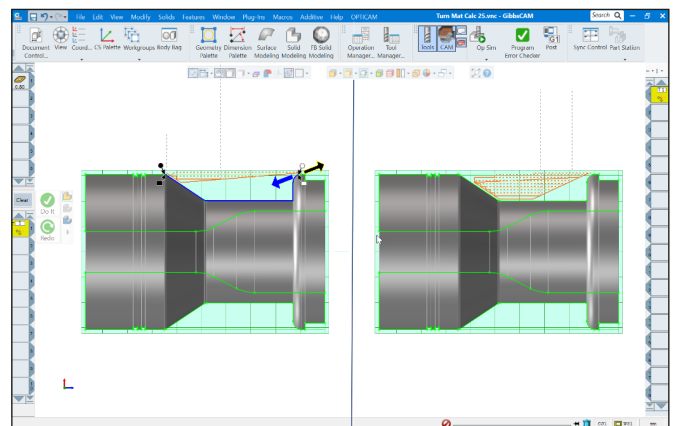 File Edit View Modify Solids Features Window Plug-Ins Macros Additive Help OPTICAM Turn Mat Calc 25.vnc - GibbsCAM Search
Document Control... View Coord... CS Palette Workgroups Body Bag Geometry Palette Dimension Palette Surface Modeling Solid Modeling FB Solid Modeling Operation Manager... Tool Manager... Tools CAM Op Sim Program Error Checker Post Sync Control Part Station
0.80
Clear
Do It
Redo